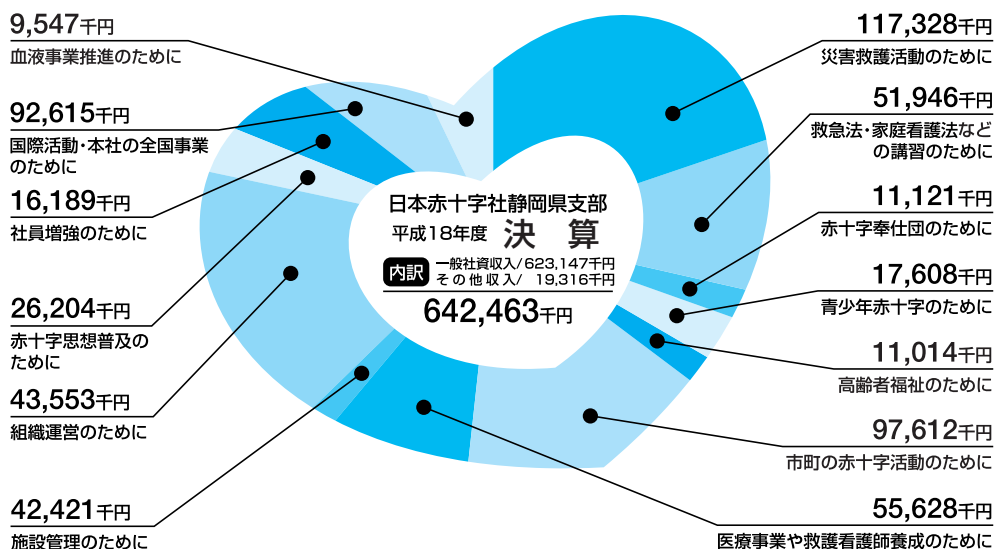 9,547千円
血液事業推進のために
92,615千円
国際活動・本社の全国事業
のために
16,189千円
社員増強のために
26,204千円
赤十字思想普及の
ために
43,553千円
組織運営のために
42,421千円
施設管理のために
日本赤十字社静岡県支部
平成18年度 決 算
内訳
一般社資収入/623,147千円
その他収入/ 19,316千円
642,463千円
117,328千円
災害救護活動のために
51,946千円
救急法・家庭看護法など
の講習のために
11,121千円
赤十字奉仕団のために
17,608千円
青少年赤十字のために
11,014千円
高齢者福祉のために
97,612千円
市町の赤十字活動のために
55,628千円
医療事業や救護看護師養成のために